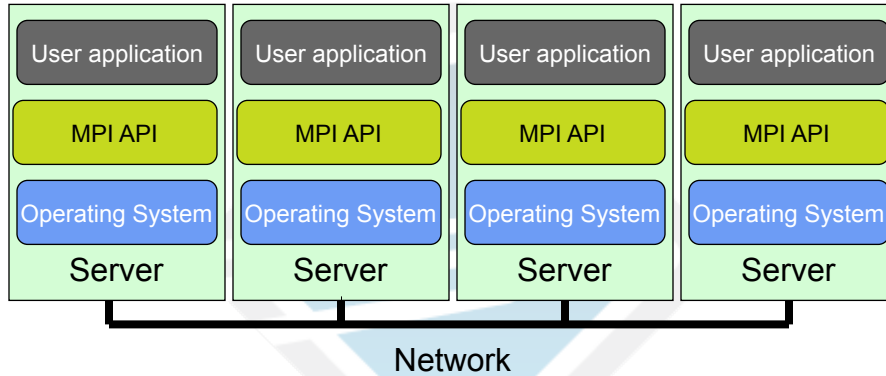 User application
User application
User application
User application
MPI API
MPI API
MPI API
MPI API
Operating System
Operating System
Operating System
Operating System
Server
Server
Server
Server
Network